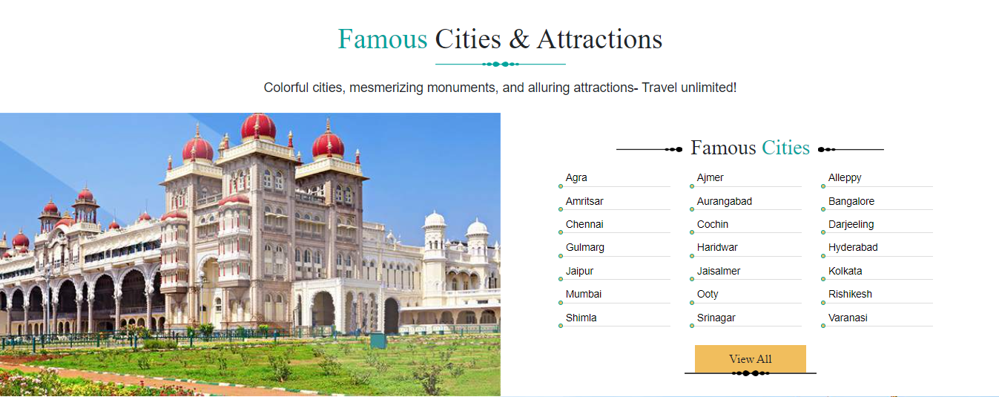 Famous Cities & Attractions
Colorful cities, mesmerizing monuments, and alluring attractions- Travel unlimited!
Famous Cities
Agra Ajmer Alleppy
Amritsar Aurangabad Bangalore
Chennai Cochin Darjeeling
Gulmarg Haridwar Hyderabad
Jaipur Jaisalmer Kolkata
Mumbai Ooty Rishikesh
Shimla Srinagar Varanasi
View All